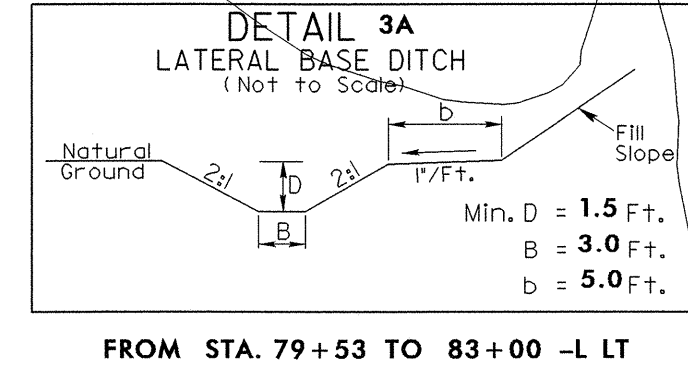 DETAIL 3A
LATERAL BASE DITCH
(Not to Scale)
b
Natural
Ground
2:1
D
2:1
1"/Ft.
Fill
Slope
B
Min. D = 1.5 Ft.
B = 3.0 Ft.
b = 5.0 Ft.
FROM STA. 79+53 TO 83+00 -L LT